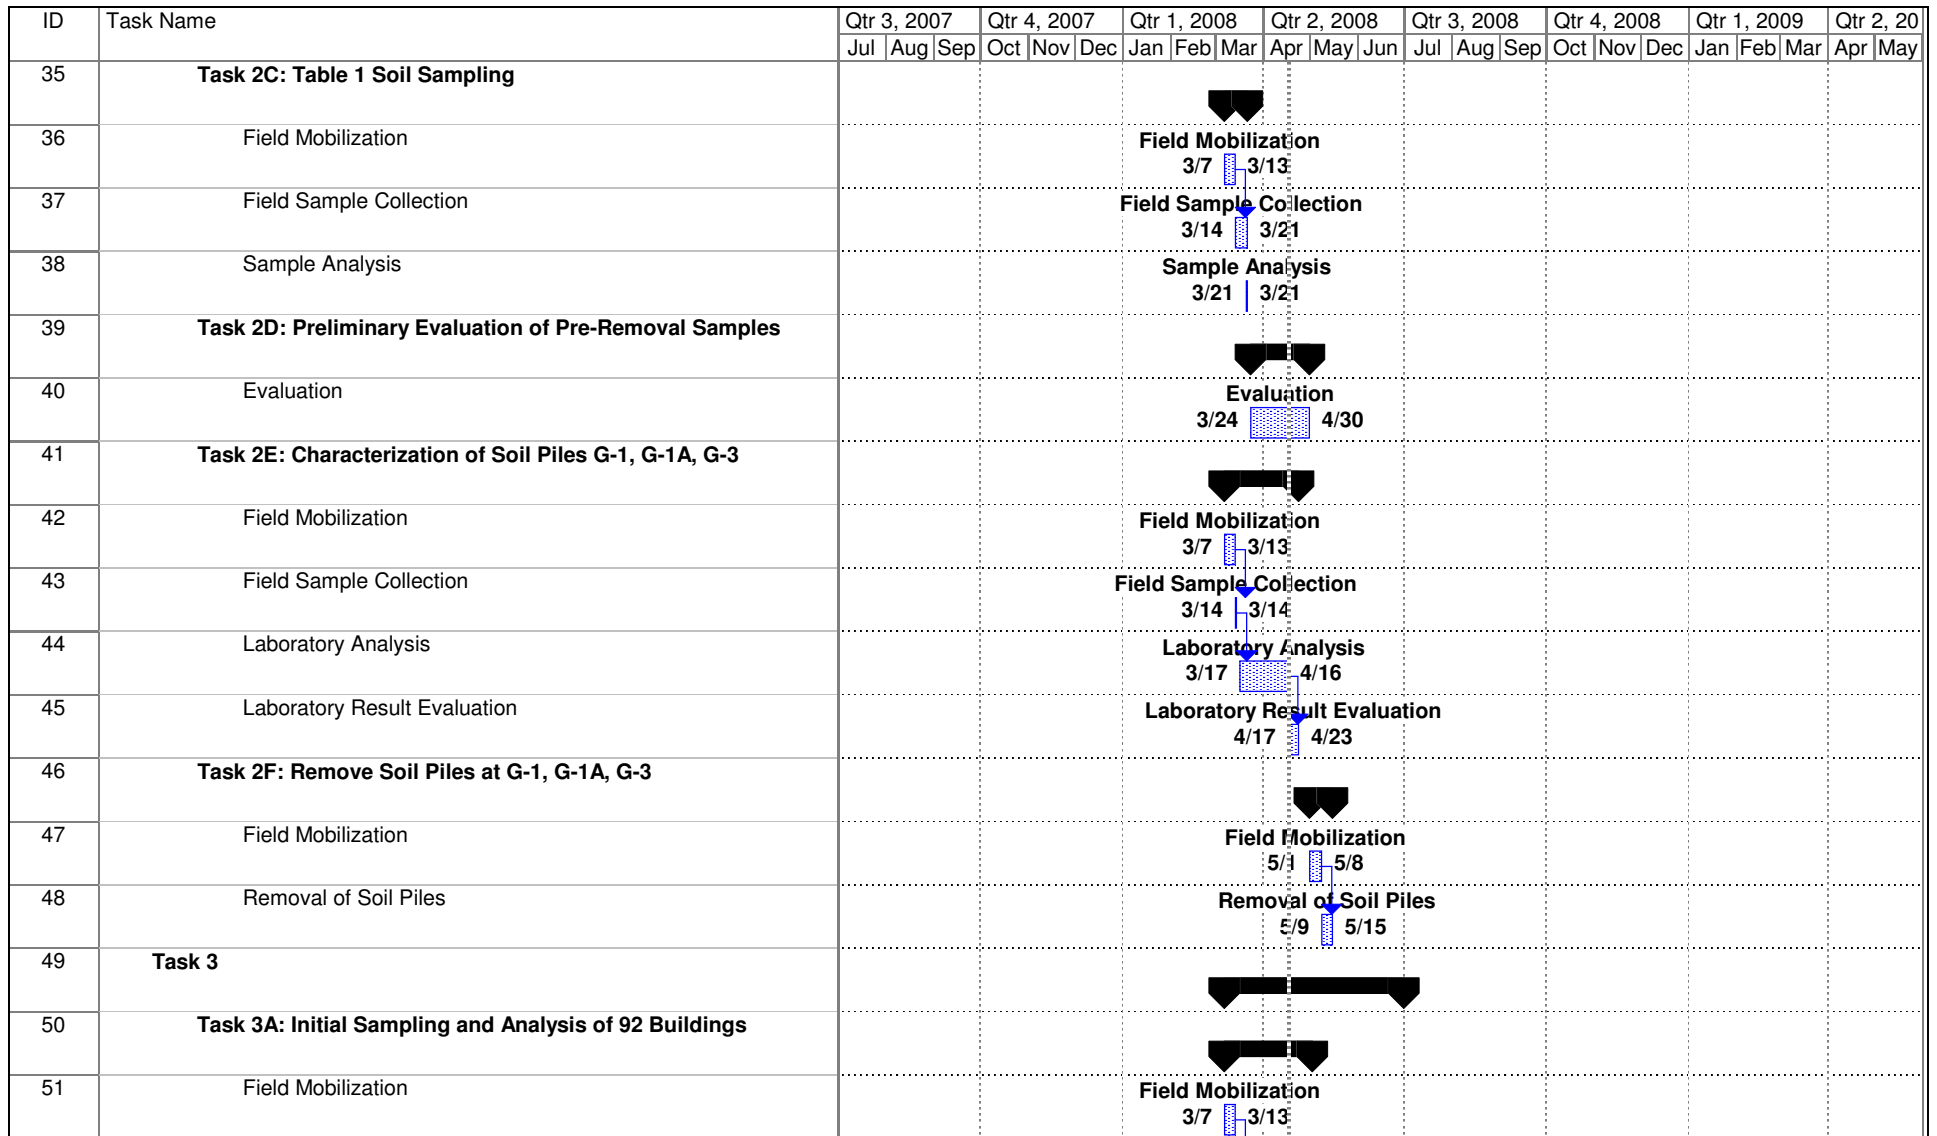 ID Task Name Qtr 3, 2007 Qtr 4, 2007 Qtr 1, 2008 Qtr 2, 2008 Qtr 3, 2008 Qtr 4, 2008 Qtr 1, 2009 Qtr 2, 20
Jul Aug Sep Oct Nov Dec Jan Feb Mar Apr May Jun Jul Aug Sep Oct Nov Dec Jan Feb Mar Apr May
35 Task 2C: Table 1 Soil Sampling
36 Field Mobilization Field Mobilization
3/7 3/13
37 Field Sample Collection Field Sample Collection
3/14 3/21
38 Sample Analysis Sample Analysis
3/21 3/21
39 Task 2D: Preliminary Evaluation of Pre-Removal Samples
40 Evaluation Evaluation
3/24 4/30
41 Task 2E: Characterization of Soil Piles G-1, G-1A, G-3
42 Field Mobilization Field Mobilization
3/7 3/13
43 Field Sample Collection Field Sample Collection
3/14 3/14
44 Laboratory Analysis Laboratory Analysis
3/17 4/16
45 Laboratory Result Evaluation Laboratory Result Evaluation
4/17 4/23
46 Task 2F: Remove Soil Piles at G-1, G-1A, G-3
47 Field Mobilization Field Mobilization
5/1 5/8
48 Removal of Soil Piles Removal of Soil Piles
5/9 5/15
49 Task 3
50 Task 3A: Initial Sampling and Analysis of 92 Buildings
51 Field Mobilization Field Mobilization
3/7 3/13